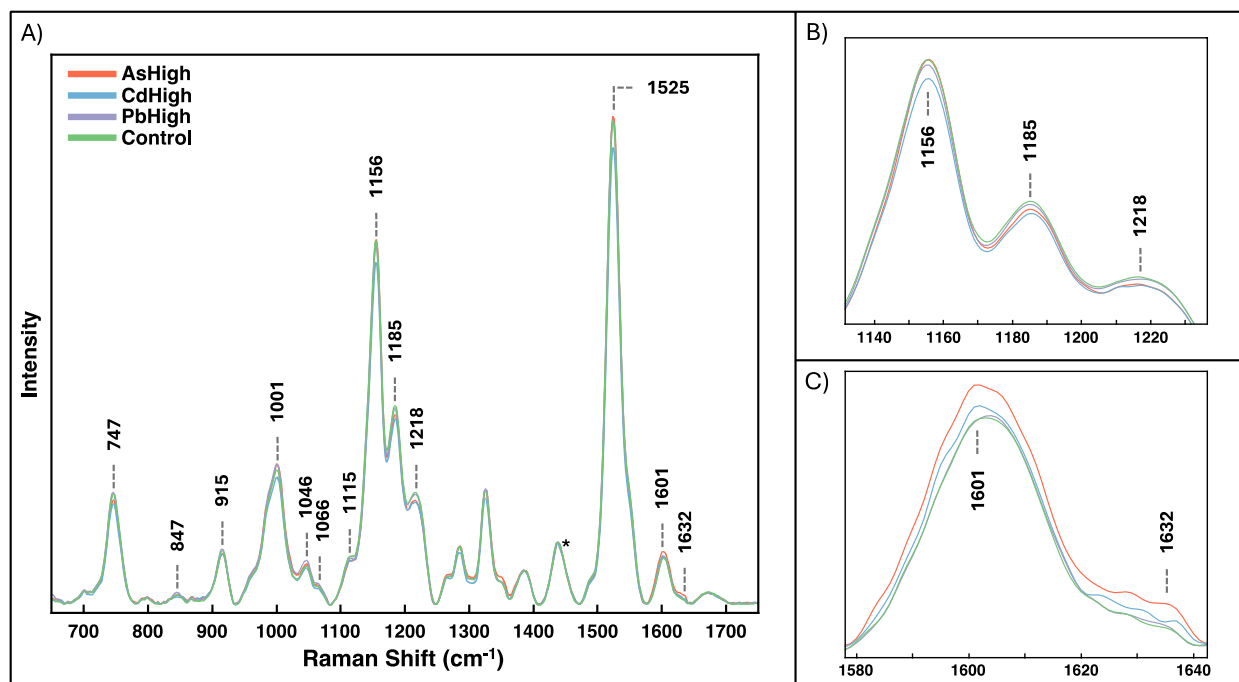 A)
AsHigh
CdHigh
PbHigh
Control
747
847
915
1001
1046
1066
1115
1156
1185
1218
*
1525
1601
1632
Intensity
700 800 900 1000 1100 1200 1300 1400 1500 1600 1700
Raman Shift (cm⁻¹)
B)
1156
1185
1218
1140 1160 1180 1200 1220
C)
1601
1632
1580 1600 1620 1640